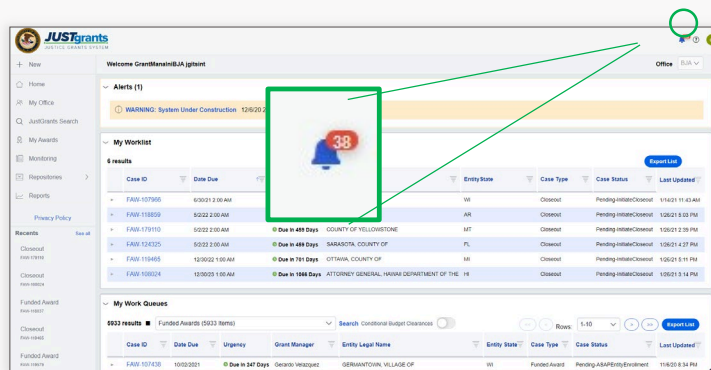 JUSTgrants
JUSTICE GRANTS SYSTEM
New
Welcome GrantManaIniBJA jgitsint
Office BJA
Home
My Office
JustGrants Search
My Awards
Monitoring
Repositories
Reports
Privacy Policy
Recents See all
Closeout
FAW-179110
Closeout
FAW-108024
Funded Award
Closeout
Funded Award
Alerts (1)
WARNING: System Under Construction 12/6/20 2
38
My Worklist
6 results Export List
Case ID Date Due Entity State Case Type Case Status Last Updated
FAW-107966 6/30/21 2:00 AM WI Closeout Pending-InitiateCloseout 1/14/21 11:43 AM
FAW-118859 5/2/22 2:00 AM AR Closeout Pending-InitiateCloseout 1/26/21 5:03 PM
FAW-179110 5/2/22 2:00 AM Due in 459 Days COUNTY OF YELLOWSTONE MT Closeout Pending-InitiateCloseout 1/26/21 2:39 PM
FAW-124325 5/2/22 2:00 AM Due in 459 Days SARASOTA, COUNTY OF FL Closeout Pending-InitiateCloseout 1/26/21 4:27 PM
FAW-119465 12/30/22 1:00 AM Due in 701 Days OTTAWA, COUNTY OF MI Closeout Pending-InitiateCloseout 1/26/21 5:11 PM
FAW-108024 12/30/23 1:00 AM Due in 1066 Days ATTORNEY GENERAL, HAWAII DEPARTMENT OF THE HI Closeout Pending-InitiateCloseout 1/26/21 3:14 PM
My Work Queues
5933 results Funded Awards (5933 items) Search Conditional Budget Clearances Rows: 1-10 Export List
Case ID Date Due Urgency Grant Manager Entity Legal Name Entity State Case Type Case Status Last Updated
FAW-107438 10/02/2021 Due in 247 Days Gerardo Velazquez GERMANTOWN, VILLAGE OF WI Funded Award Pending-ASAPEntityEnrollment 11/6/20 8:34 PM